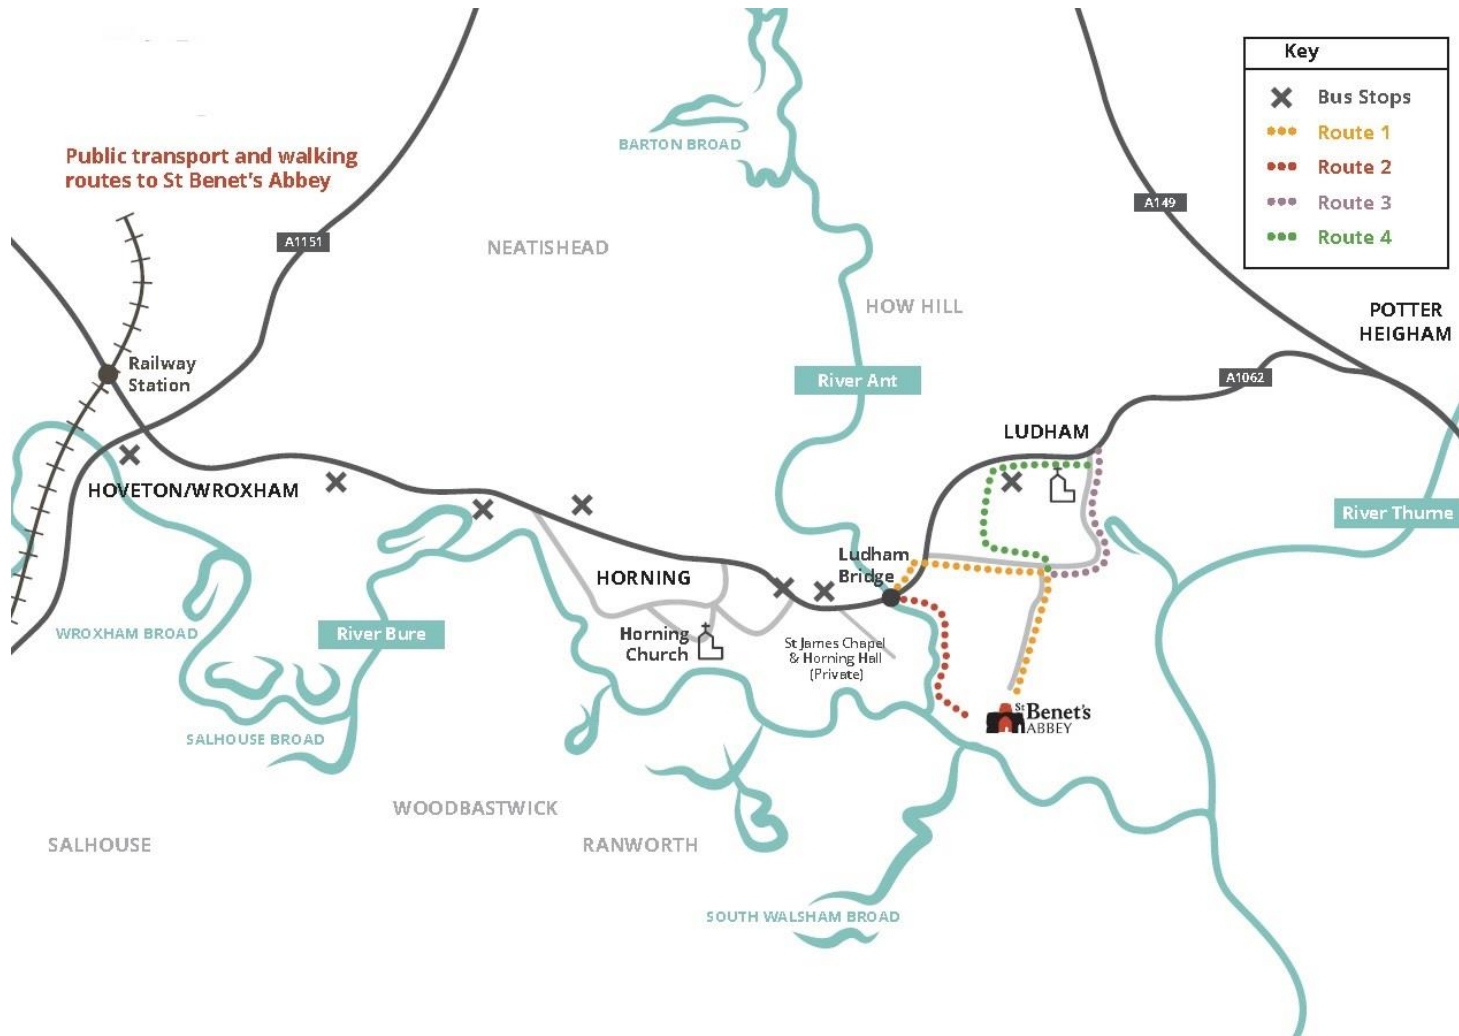 Public transport and walking
routes to St Benet's Abbey
Key
Bus Stops
Route 1
Route 2
Route 3
Route 4
BARTON BROAD
A149
A1151
NEATISHEAD
HOW HILL
POTTER
HEIGHAM
Railway
Station
River Ant
A1062
LUDHAM
HOVETON/WROXHAM
River Thurne
Ludham
Bridge
HORNING
WROXHAM BROAD
River Bure
Horning
Church
St James Chapel
& Horning Hall
(Private)
St Benet's
ABBEY
SALHOUSE BROAD
WOODBASTWICK
SALHOUSE
RANWORTH
SOUTH WALSHAM BROAD